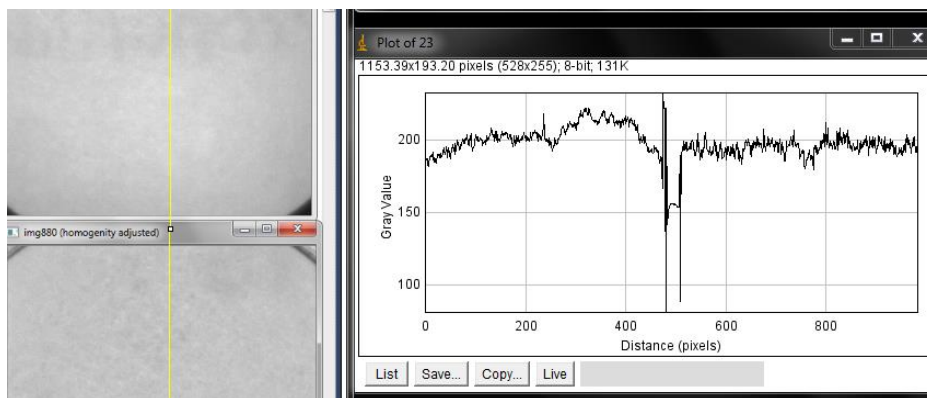 img880 (homogenity adjusted)
Plot of 23
1153.39x193.20 pixels (528x255); 8-bit; 131K
200
150
100
Gray Value
0 200 400 600 800
Distance (pixels)
List Save... Copy... Live